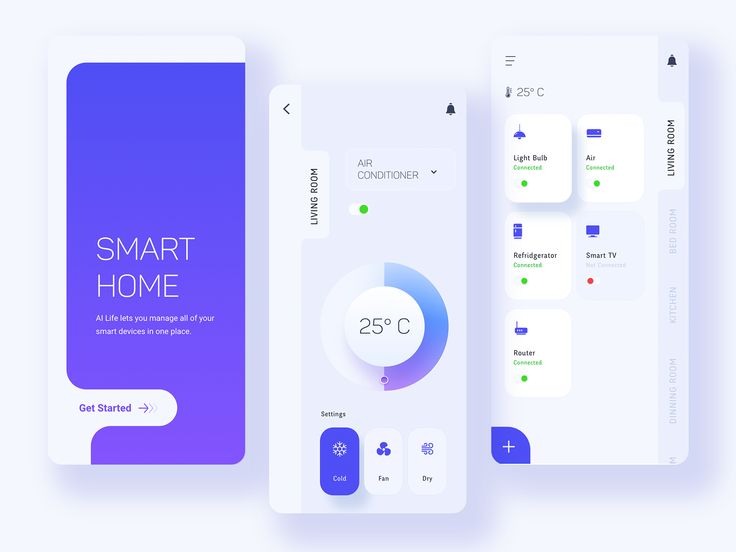 SMART
HOME
AI Life lets you manage all of your
smart devices in one place.
Get Started
LIVING ROOM
AIR
CONDITIONER
25° C
Settings
Cold
Fan
Dry
25° C
Light Bulb
Connected
Air
Connected
Refridgerator
Connected
Smart TV
Not Connected
Router
Connected
LIVING ROOM
BED ROOM
KITCHEN
DINNING ROOM
M